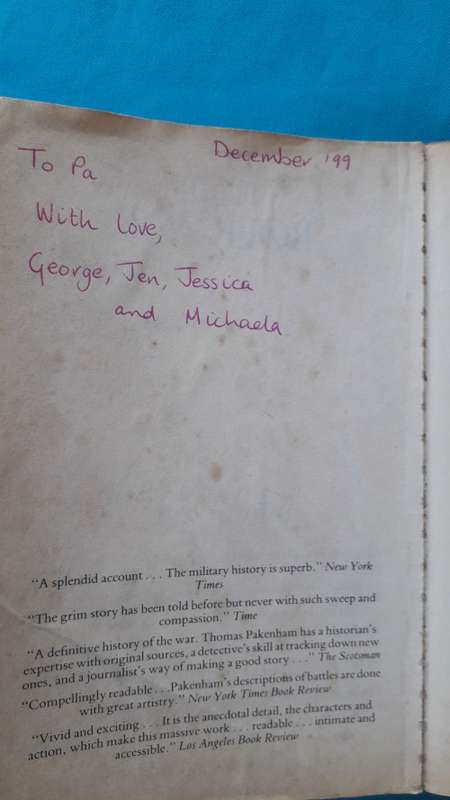 December '99
To Pa
With love,
George, Jen, Jessica
and Michaela
"A splendid account . . . The military history is superb." New York
Times
"The grim story has been told before but never with such sweep and
compassion." Time
"A definitive history of the war. Thomas Pakenham has a historian's
expertise with original sources, a detective's skill at tracking down new
ones, and a journalist's way of making a good story . . ." The Scotsman
"Compellingly readable . . . Pakenham's descriptions of battles are done
with great artistry." New York Times Book Review
"Vivid and exciting . . . It is the anecdotal detail, the characters and
action, which make this massive work . . . readable . . . intimate and
accessible." Los Angeles Book Review